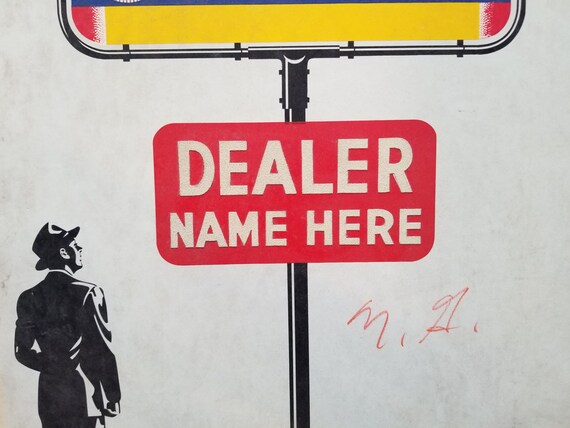 DEALER
NAME HERE
N. H.